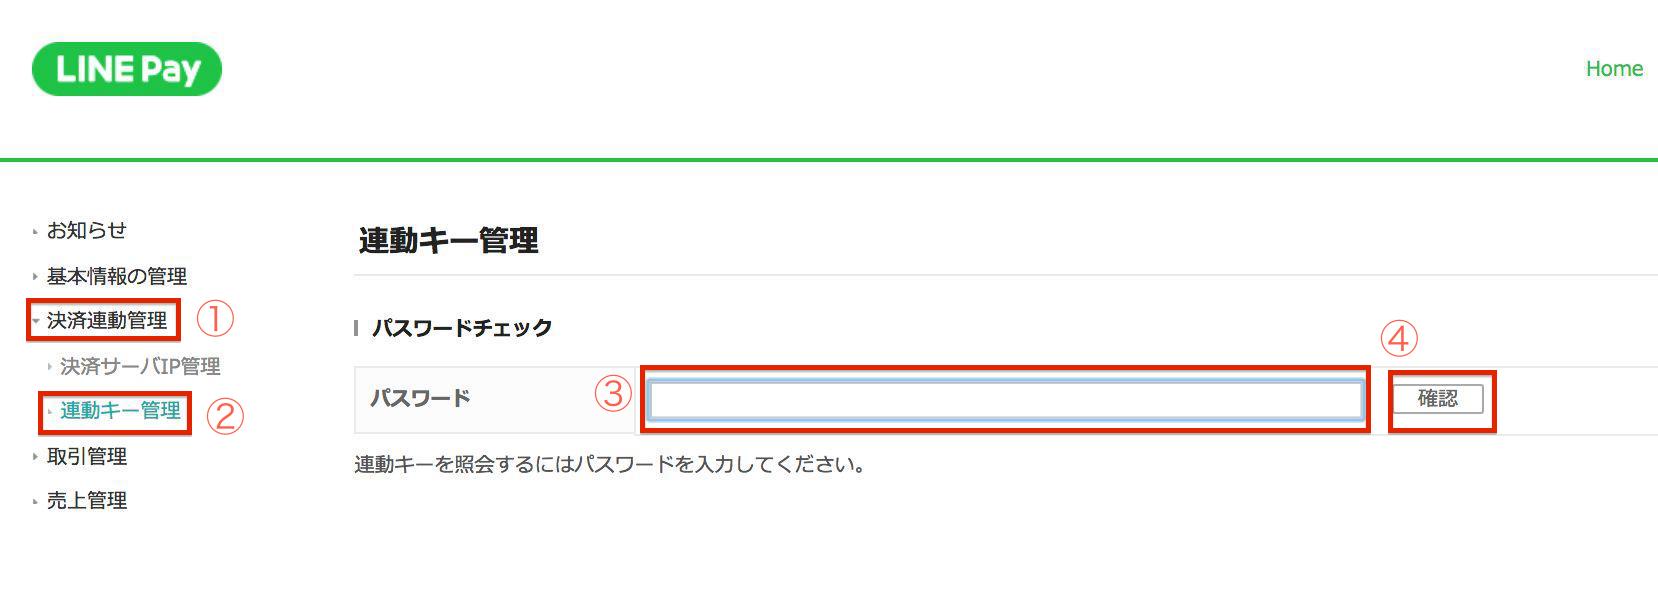 LINE Pay
Home
お知らせ
基本情報の管理
決済連動管理 ①
決済サーバIP管理
連動キー管理 ②
取引管理
売上管理
連動キー管理
パスワードチェック
パスワード ③ ④ 確認
連動キーを照会するにはパスワードを入力してください。